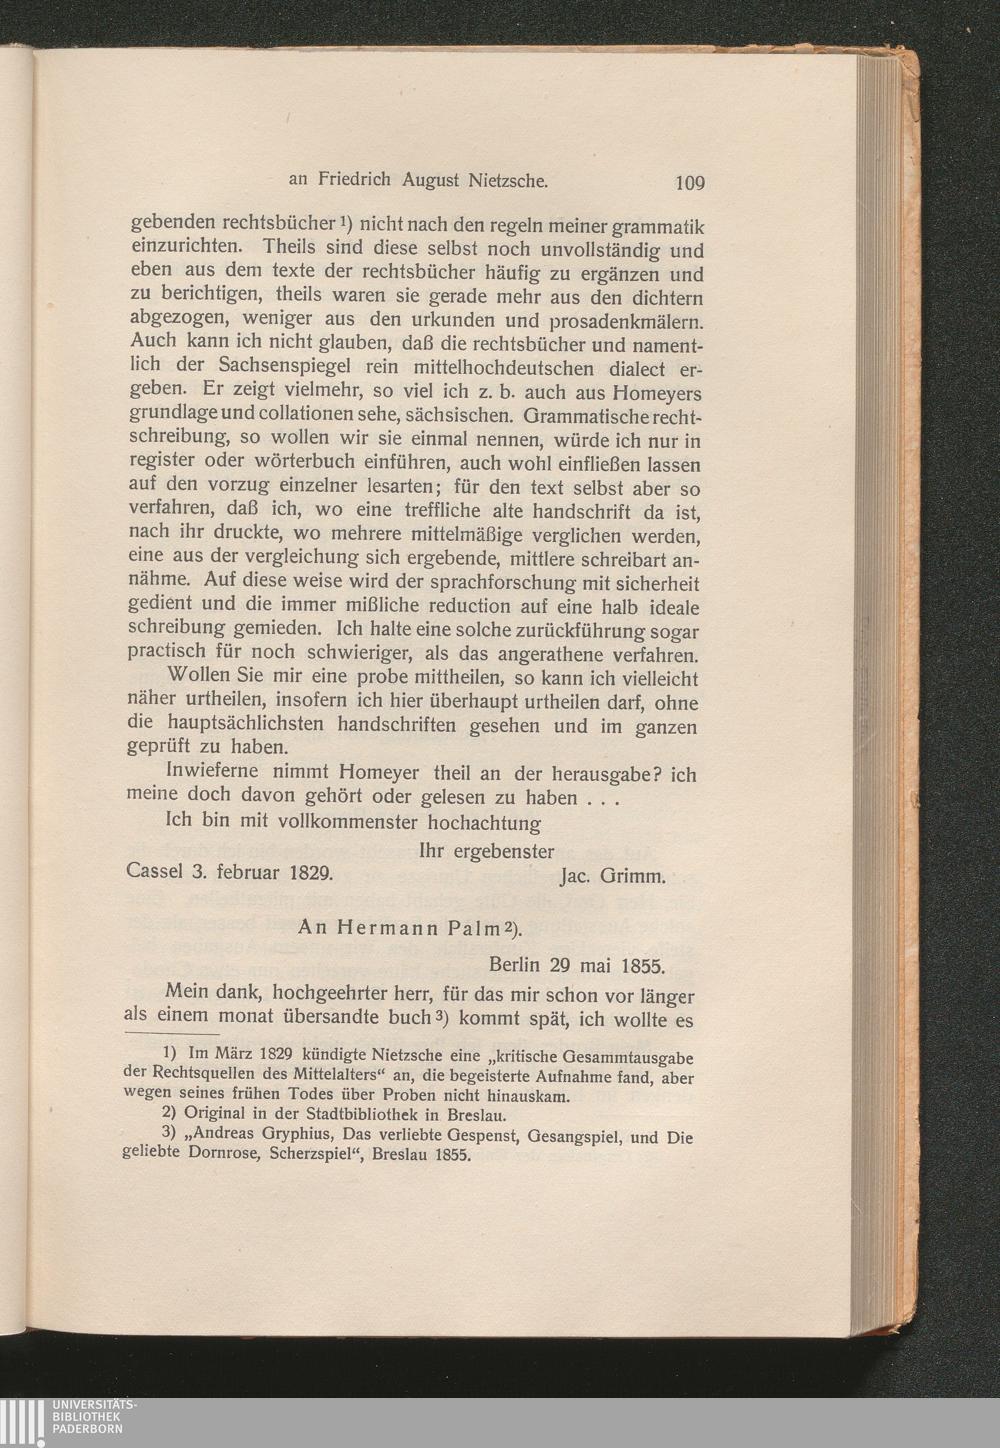 an Friedrich August Nietzsche. 109
gebenden rechtsbücher ¹) nicht nach den regeln meiner grammatik
einzurichten. Theils sind diese selbst noch unvollständig und
eben aus dem texte der rechtsbücher häufig zu ergänzen und
zu berichtigen, theils waren sie gerade mehr aus den dichtern
abgezogen, weniger aus den urkunden und prosadenkmälern.
Auch kann ich nicht glauben, daß die rechtsbücher und nament-
lich der Sachsenspiegel rein mittelhochdeutschen dialect er-
geben. Er zeigt vielmehr, so viel ich z. b. auch aus Homeyers
grundlage und collationen sehe, sächsischen. Grammatische recht-
schreibung, so wollen wir sie einmal nennen, würde ich nur in
register oder wörterbuch einführen, auch wohl einfließen lassen
auf den vorzug einzelner lesarten; für den text selbst aber so
verfahren, daß ich, wo eine treffliche alte handschrift da ist,
nach ihr druckte, wo mehrere mittelmäßige verglichen werden,
eine aus der vergleichung sich ergebende, mittlere schreibart an-
nähme. Auf diese weise wird der sprachforschung mit sicherheit
gedient und die immer mißliche reduction auf eine halb ideale
schreibung gemieden. Ich halte eine solche zurückführung sogar
practisch für noch schwieriger, als das angerathene verfahren.
Wollen Sie mir eine probe mittheilen, so kann ich vielleicht
näher urtheilen, insofern ich hier überhaupt urtheilen darf, ohne
die hauptsächlichsten handschriften gesehen und im ganzen
geprüft zu haben.
Inwieferne nimmt Homeyer theil an der herausgabe? ich
meine doch davon gehört oder gelesen zu haben . . .
Ich bin mit vollkommenster hochachtung
Ihr ergebenster
Cassel 3. februar 1829. Jac. Grimm.
An Hermann Palm ²).
Berlin 29 mai 1855.
Mein dank, hochgeehrter herr, für das mir schon vor länger
als einem monat übersandte buch ³) kommt spät, ich wollte es
1) Im März 1829 kündigte Nietzsche eine „kritische Gesammtausgabe
der Rechtsquellen des Mittelalters“ an, die begeisterte Aufnahme fand, aber
wegen seines frühen Todes über Proben nicht hinauskam.
2) Original in der Stadtbibliothek in Breslau.
3) „Andreas Gryphius, Das verliebte Gespenst, Gesangspiel, und Die
geliebte Dornrose, Scherzspiel“, Breslau 1855.
UNIVERSITÄTS-
BIBLIOTHEK
PADERBORN